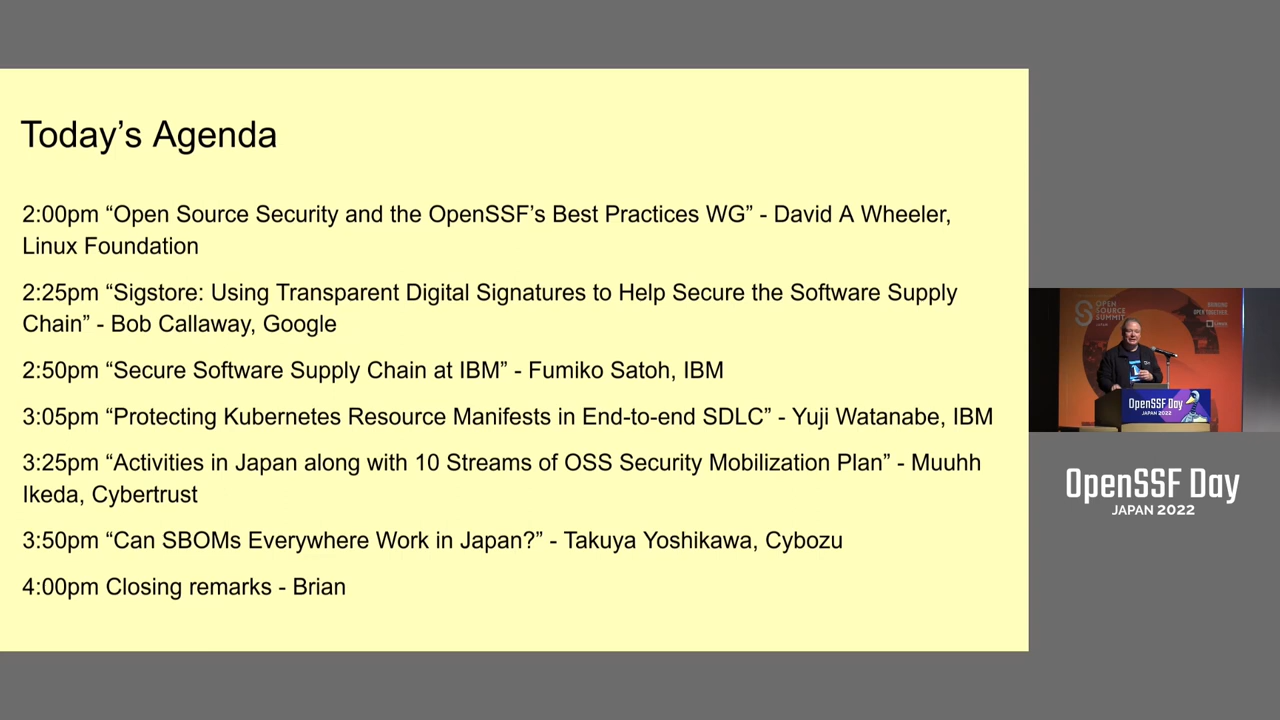 Today’s Agenda
2:00pm “Open Source Security and the OpenSSF’s Best Practices WG” - David A Wheeler,
Linux Foundation
2:25pm “Sigstore: Using Transparent Digital Signatures to Help Secure the Software Supply
Chain” - Bob Callaway, Google
2:50pm “Secure Software Supply Chain at IBM” - Fumiko Satoh, IBM
3:05pm “Protecting Kubernetes Resource Manifests in End-to-end SDLC” - Yuji Watanabe, IBM
3:25pm “Activities in Japan along with 10 Streams of OSS Security Mobilization Plan” - Muuhh
Ikeda, Cybertrust
3:50pm “Can SBOMs Everywhere Work in Japan?” - Takuya Yoshikawa, Cybozu
4:00pm Closing remarks - Brian
OPEN
SOURCE
SUMMIT
JAPAN
OpenSSF Day
JAPAN 2022
OpenSSF Day
JAPAN 2022